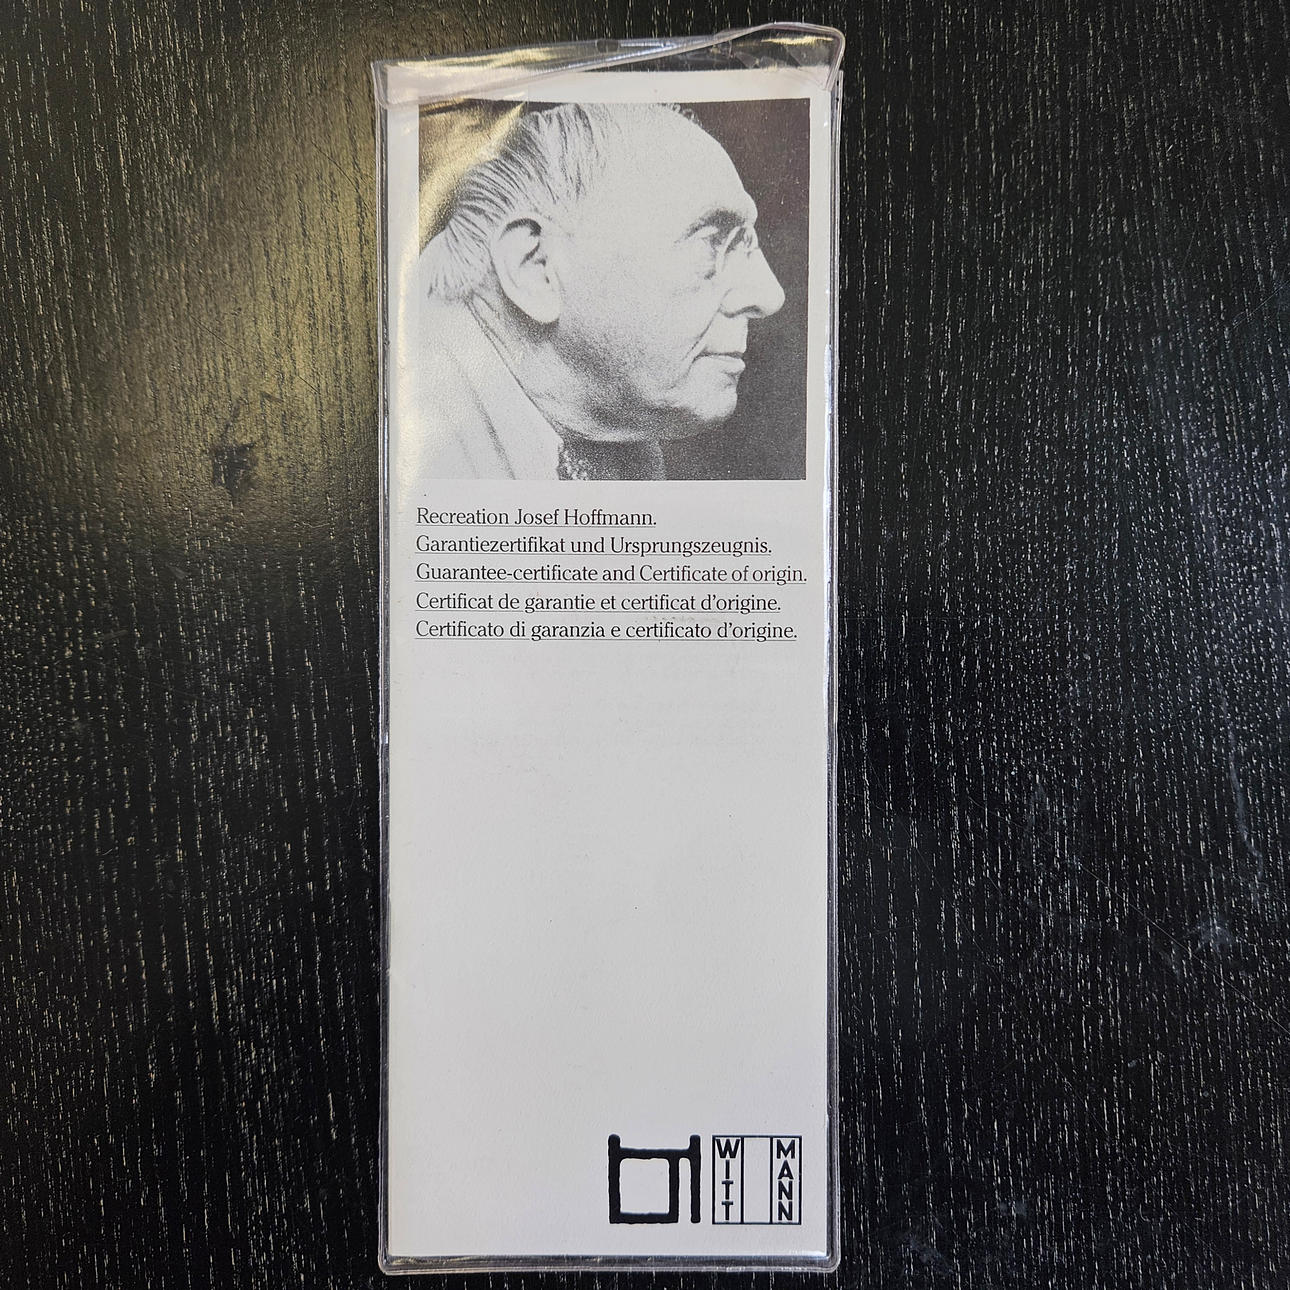 Recreation Josef Hoffmann.
Garantiezertifikat und Ursprungszeugnis.
Guarantee-certificate and Certificate of origin.
Certificat de garantie et certificat d'origine.
Certificato di garanzia e certificato d'origine.
WITT MANN